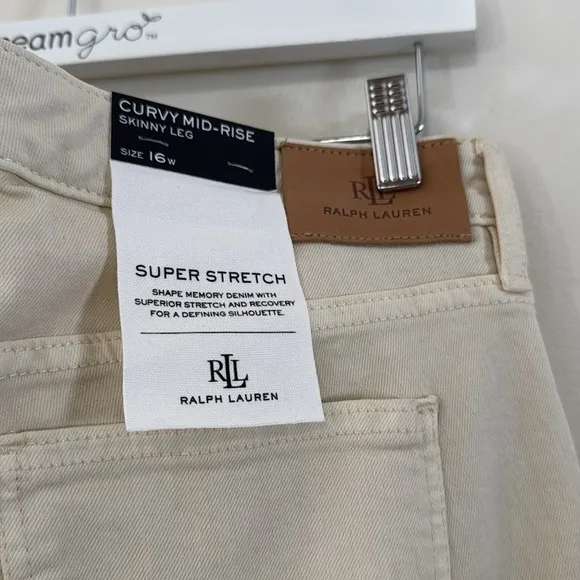 eamgro™
CURVY MID-RISE
SKINNY LEG
SIZE 16W
RLL
RALPH LAUREN
SUPER STRETCH
SHAPE MEMORY DENIM WITH
SUPERIOR STRETCH AND RECOVERY
FOR A DEFINING SILHOUETTE.
RLL
RALPH LAUREN